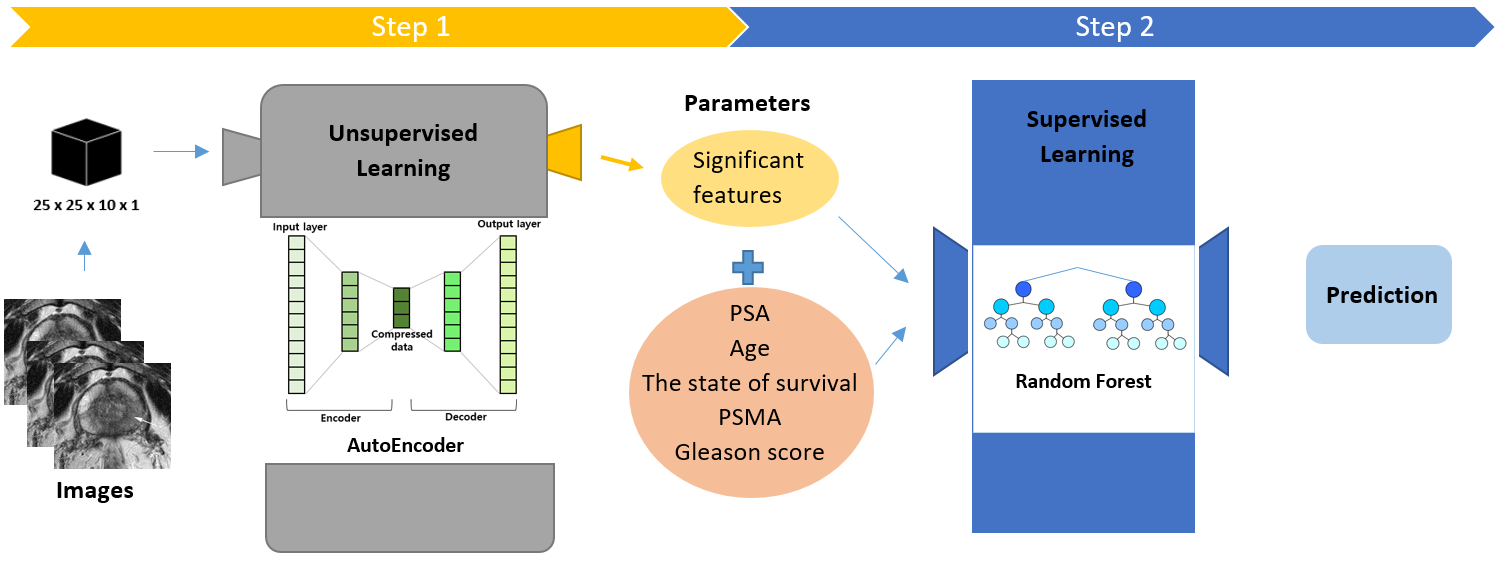 Step 1
Step 2
25 x 25 x 10 x 1
Images
Unsupervised
Learning
Input layer
Output layer
Compressed
data
Encoder
Decoder
AutoEncoder
Parameters
Significant
features
PSA
Age
The state of survival
PSMA
Gleason score
Supervised
Learning
Random Forest
Prediction